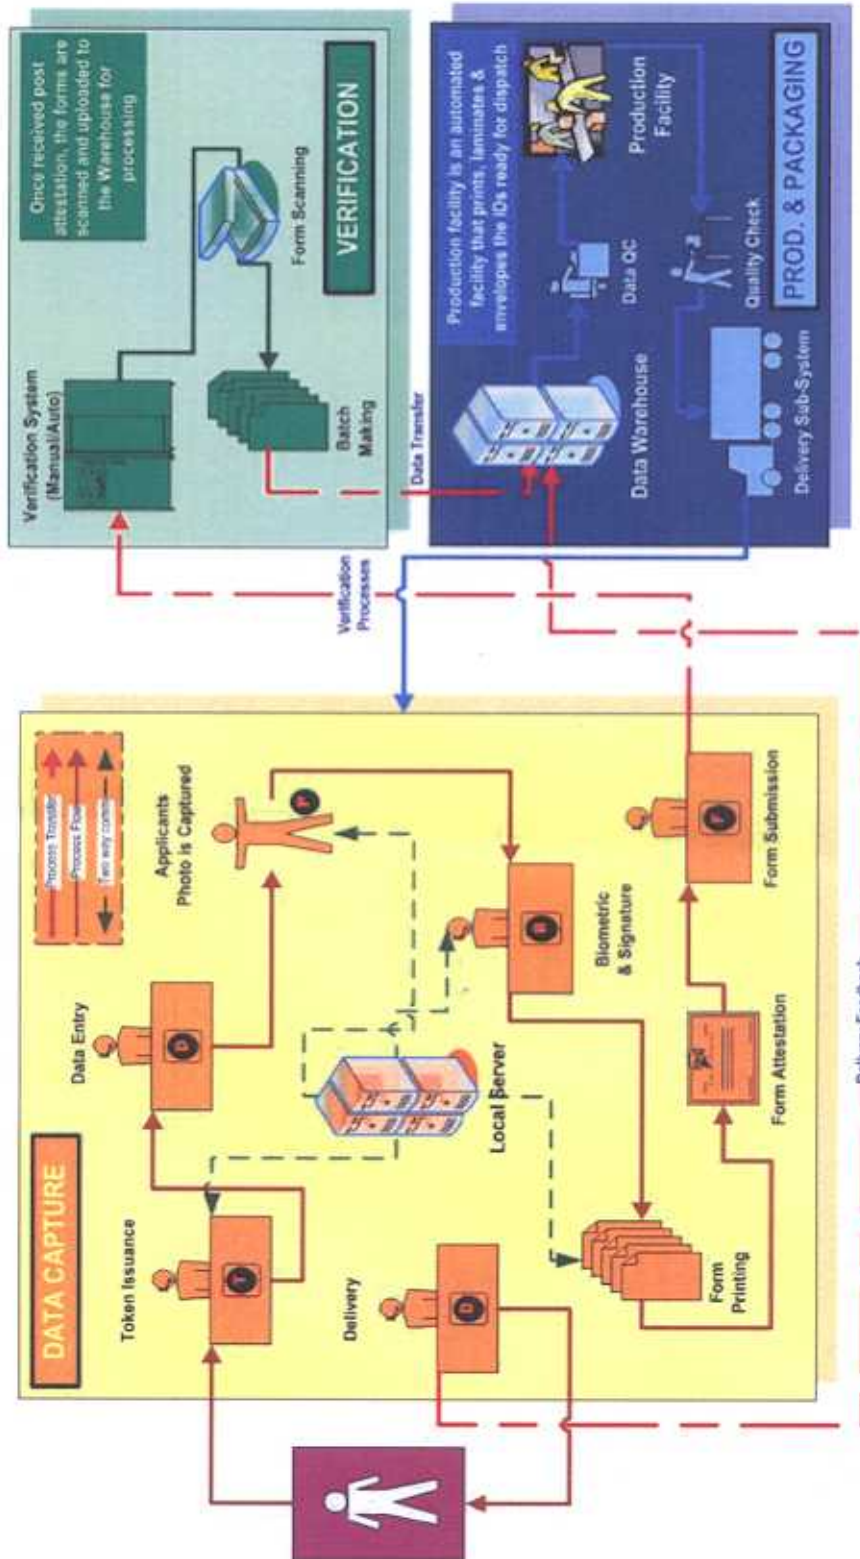 DATA CAPTURE
Token Issuance
T
Data Entry
D
Applicants
Photo is Captured
P
Process Transfer
Process Flow
Two way comms
Delivery
D
Local Server
Biometric
& Signature
B
Form
Printing
Form Attestation
Form Submission
F
Verification
Processes
Data Transfer
Verification System
(Manual/Auto)
Once received post
attestation, the forms are
scanned and uploaded to
the Warehouse for
processing
Batch
Making
Form Scanning
VERIFICATION
Production facility is an automated
facility that prints, laminates &
envelopes the IDs ready for dispatch
Data Warehouse
Data QC
Production
Facility
Delivery Sub-System
Quality Check
PROD. & PACKAGING